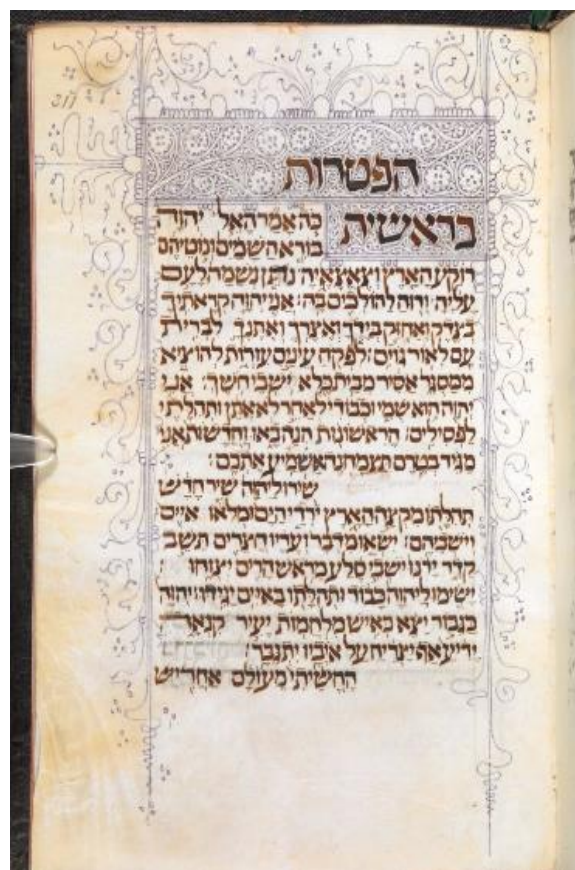 הפטרות
בראשית
כה אמר האל יהוה
בורא השמים ונוטיהם
רוקע הארץ וצאצאיה נתן נשמה לעם
עליה ורוח להולכים בה׃ אני יהוה קראתיך
בצדק ואחזק בידך ואצרך ואתנך לברית
עם לאור גוים׃ לפקח עינים עורות להוציא
ממסגר אסיר מבית כלא ישבי חשך׃ אני
יהוה הוא שמי וכבודי לאחר לא אתן ותהלתי
לפסילים׃ הראשונות הנה באו וחדשות אני
מגיד בטרם תצמחנה אשמיע אתכם׃
שירו ליהוה שיר חדש
תהלתו מקצה הארץ ירדי הים ומלאו איים
וישביהם׃ ישאו מדבר ועריו חצרים תשב
קדר ירנו ישבי סלע מראש הרים יצוחו
ישימו ליהוה כבוד ותהלתו באיים יגידו׃ יהוה
כגבור יצא כאיש מלחמות יעיר קנאה
יריע אף יצריח על איביו יתגבר׃
החשיתי מעולם אחריש